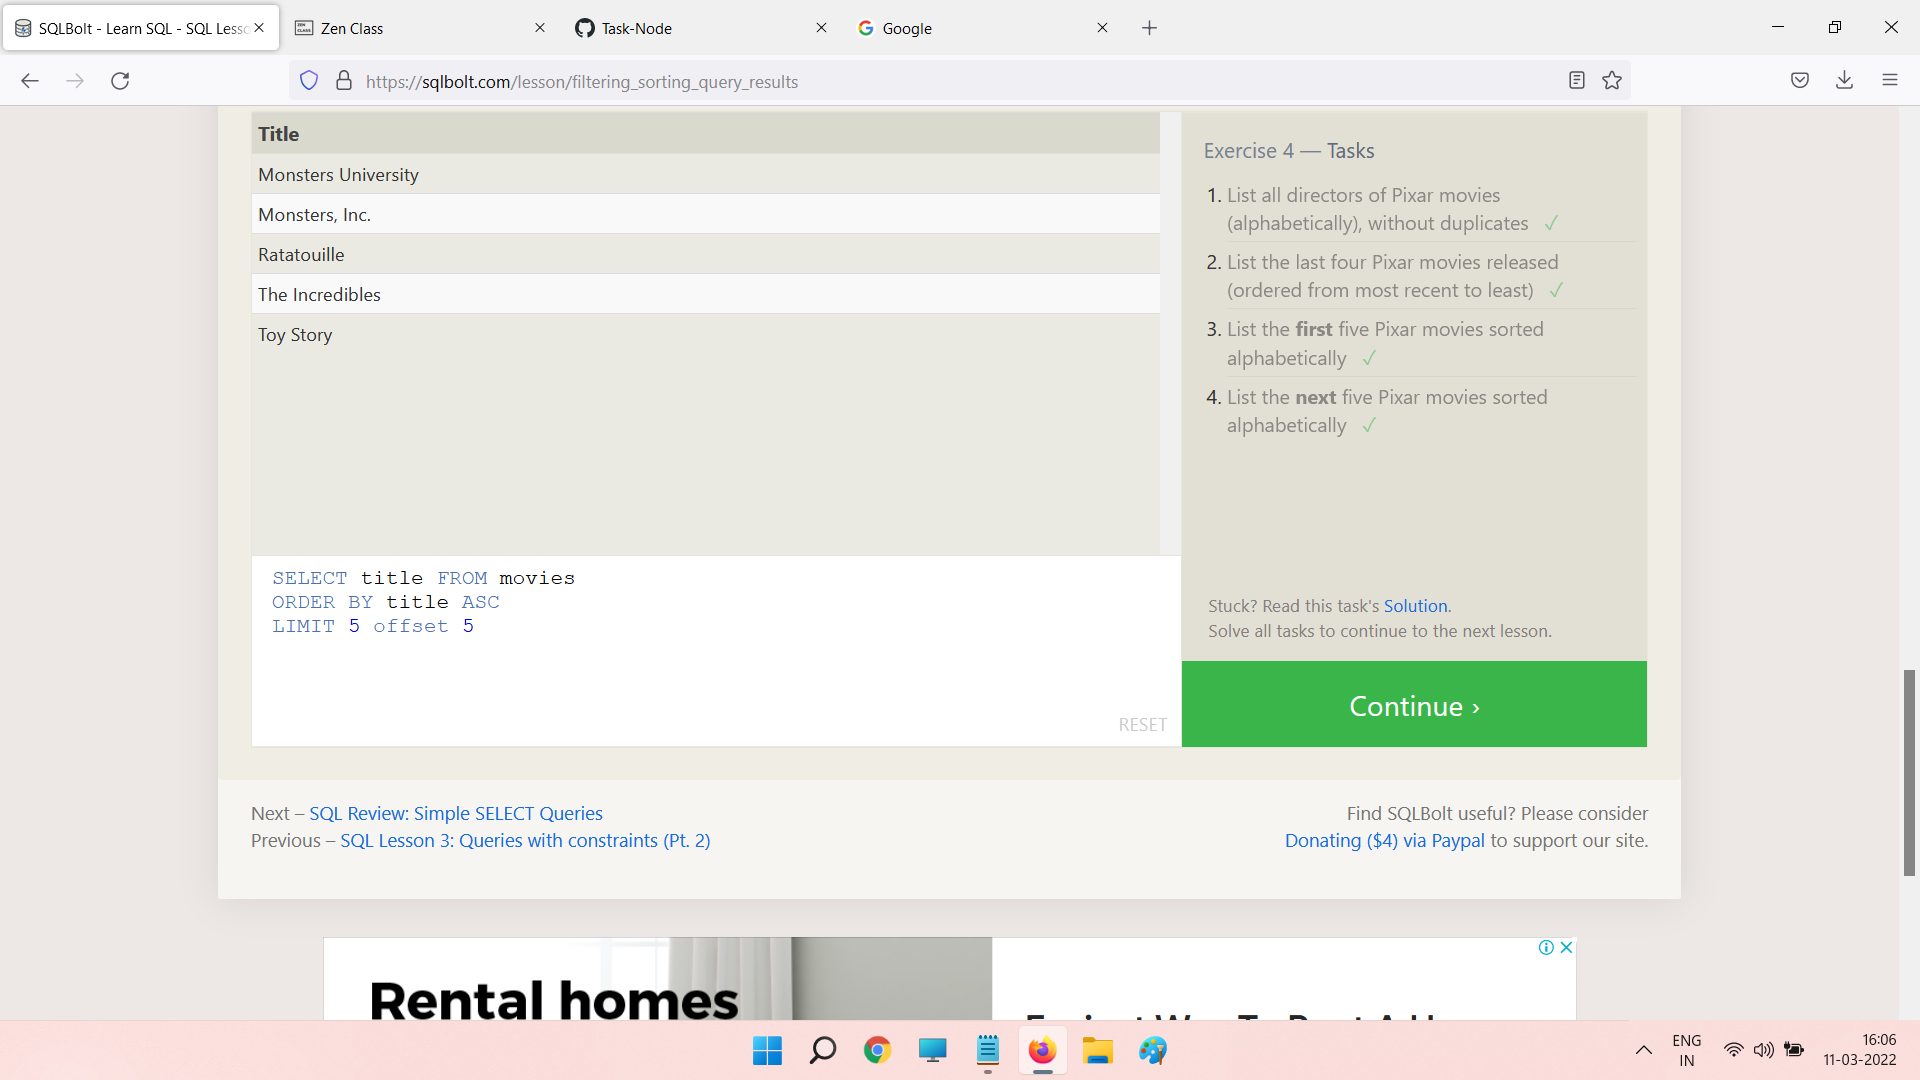 SQLBolt - Learn SQL - SQL Lesso
Zen Class
Task-Node
Google
https://sqlbolt.com/lesson/filtering_sorting_query_results
Title
Monsters University
Monsters, Inc.
Ratatouille
The Incredibles
Toy Story
SELECT title FROM movies
ORDER BY title ASC
LIMIT 5 offset 5
RESET
Exercise 4 — Tasks
1. List all directors of Pixar movies
(alphabetically), without duplicates ✓
2. List the last four Pixar movies released
(ordered from most recent to least) ✓
3. List the first five Pixar movies sorted
alphabetically ✓
4. List the next five Pixar movies sorted
alphabetically ✓
Stuck? Read this task's Solution.
Solve all tasks to continue to the next lesson.
Continue ›
Next – SQL Review: Simple SELECT Queries
Previous – SQL Lesson 3: Queries with constraints (Pt. 2)
Find SQLBolt useful? Please consider
Donating ($4) via Paypal to support our site.
Rental homes
ENG
IN
16:06
11-03-2022